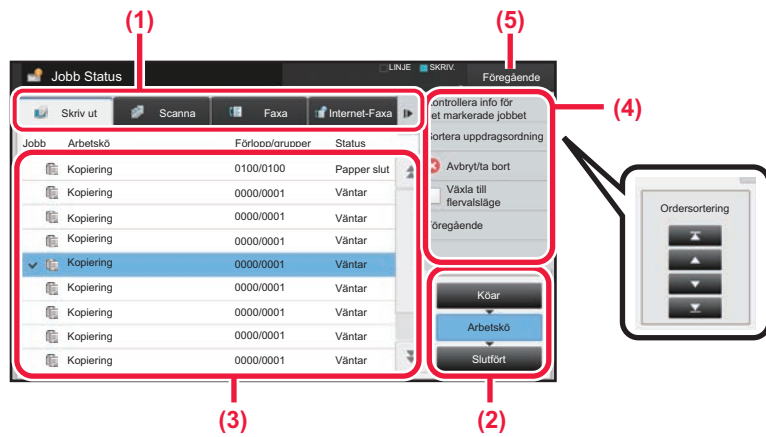 (1)
(5)
Jobb Status
LINJE
SKRIV.
Föregående
Skriv ut
Scanna
Faxa
Internet-Faxa
ontrollera info för
et markerade jobbet
(4)
Jobb
Arbetskö
Förlopp/grupper
Status
Sortera uppdragsordning
Kopiering
0100/0100
Papper slut
Avbryt/ta bort
Kopiering
0000/0001
Väntar
Växla till
flervalsläge
Kopiering
0000/0001
Väntar
öregående
Kopiering
0000/0001
Väntar
Kopiering
0000/0001
Väntar
Kopiering
0000/0001
Väntar
Kopiering
0000/0001
Väntar
Kopiering
0000/0001
Väntar
Kopiering
0000/0001
Väntar
Köar
Arbetskö
Slutfört
Ordersortering
(3)
(2)